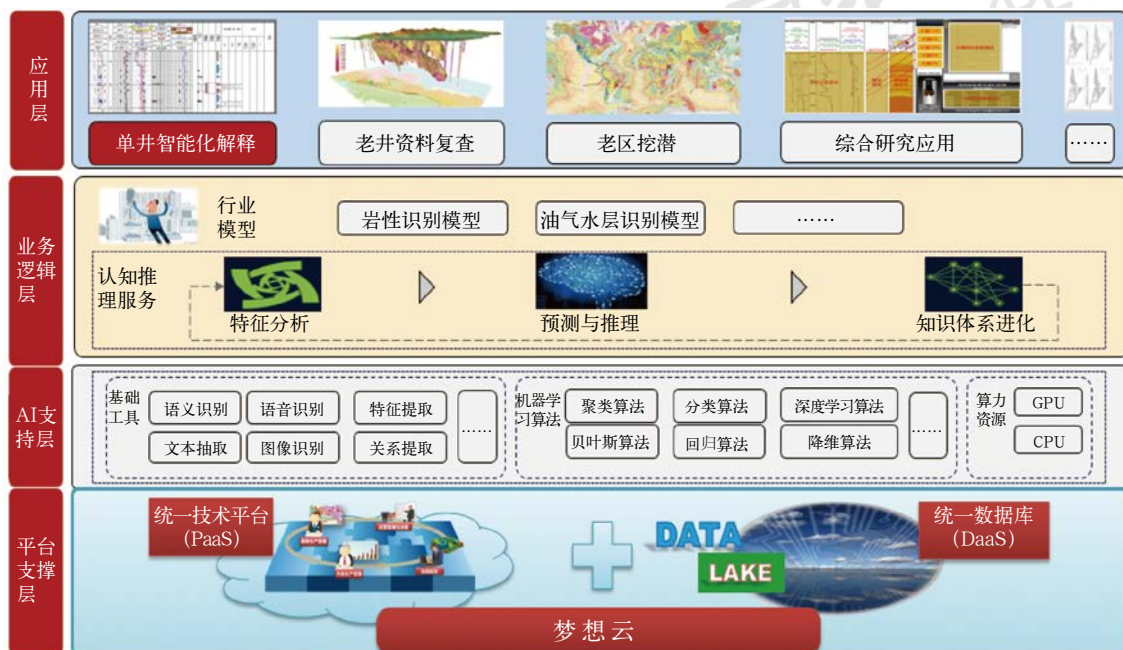 应用层
单井智能化解释
老井资料复查
老区挖潜
综合研究应用
……
业务逻辑层
行业
模型
岩性识别模型
油气水层识别模型
……
认知推
理服务
特征分析
预测与推理
知识体系进化
AI支
持层
基础
工具
语义识别
语音识别
特征提取
……
文本抽取
图像识别
关系提取
机器学
习算法
聚类算法
分类算法
深度学习算法
……
贝叶斯算法
回归算法
降维算法
算力
资源
GPU
CPU
平台
支撑
层
统一技术平台
(PaaS)
DATA
LAKE
统一数据库
(DaaS)
梦想云